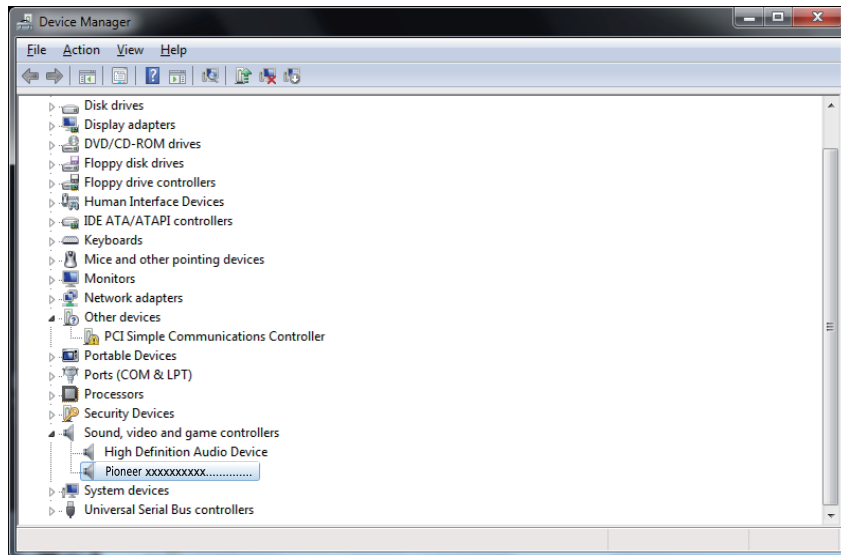 Device Manager
File Action View Help
Disk drives
Display adapters
DVD/CD-ROM drives
Floppy disk drives
Floppy drive controllers
Human Interface Devices
IDE ATA/ATAPI controllers
Keyboards
Mice and other pointing devices
Monitors
Network adapters
Other devices
PCI Simple Communications Controller
Portable Devices
Ports (COM & LPT)
Processors
Security Devices
Sound, video and game controllers
High Definition Audio Device
Pioneer xxxxxxxxxx.............
System devices
Universal Serial Bus controllers